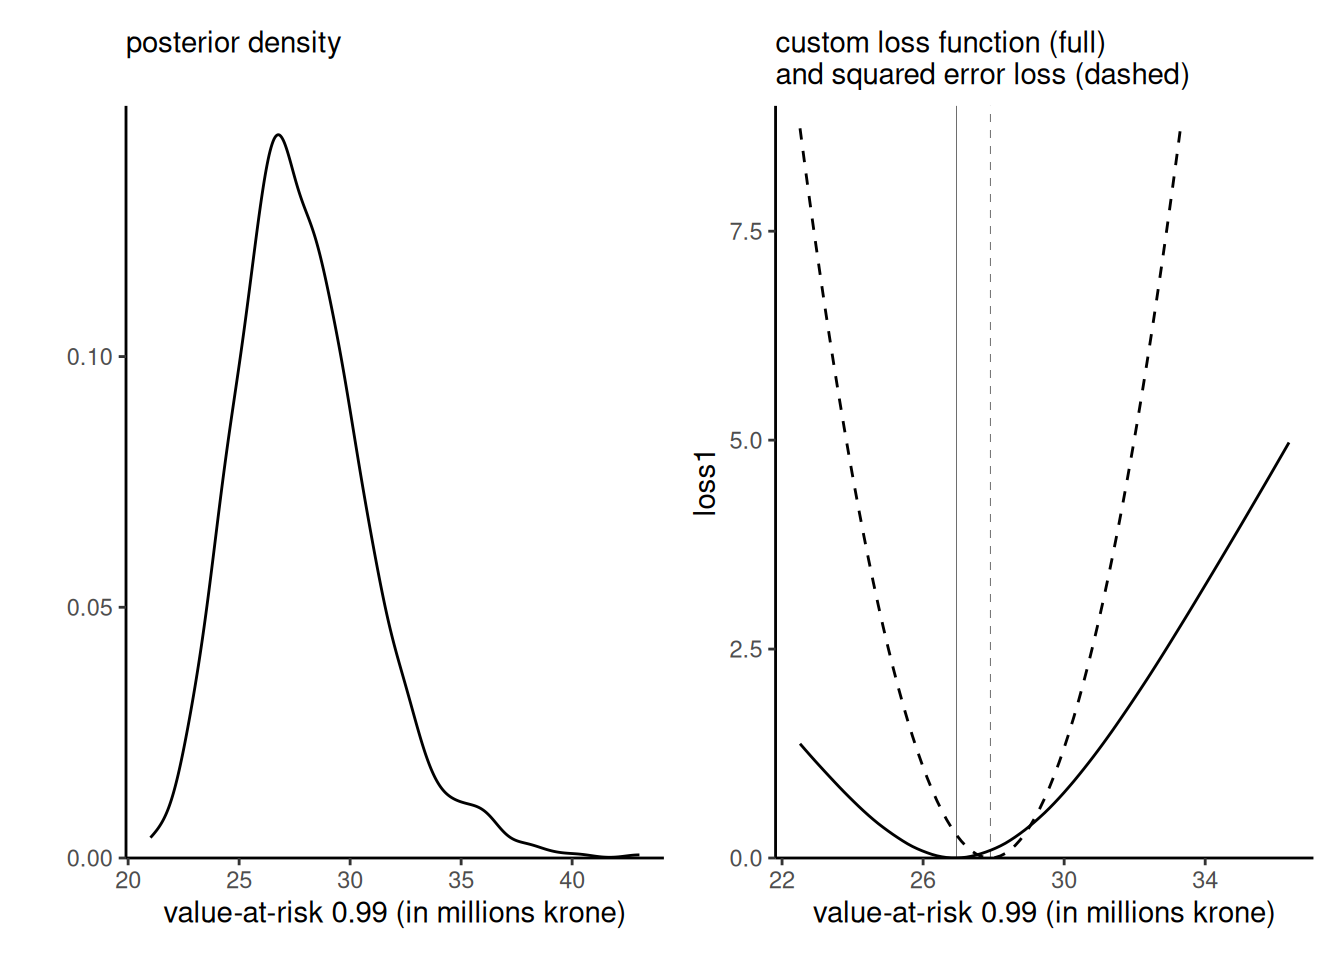 posterior density
0.10
0.05
0.00
20 25 30 35 40
value-at-risk 0.99 (in millions krone)
custom loss function (full)
and squared error loss (dashed)
loss1
7.5
5.0
2.5
0.0
22 26 30 34
value-at-risk 0.99 (in millions krone)